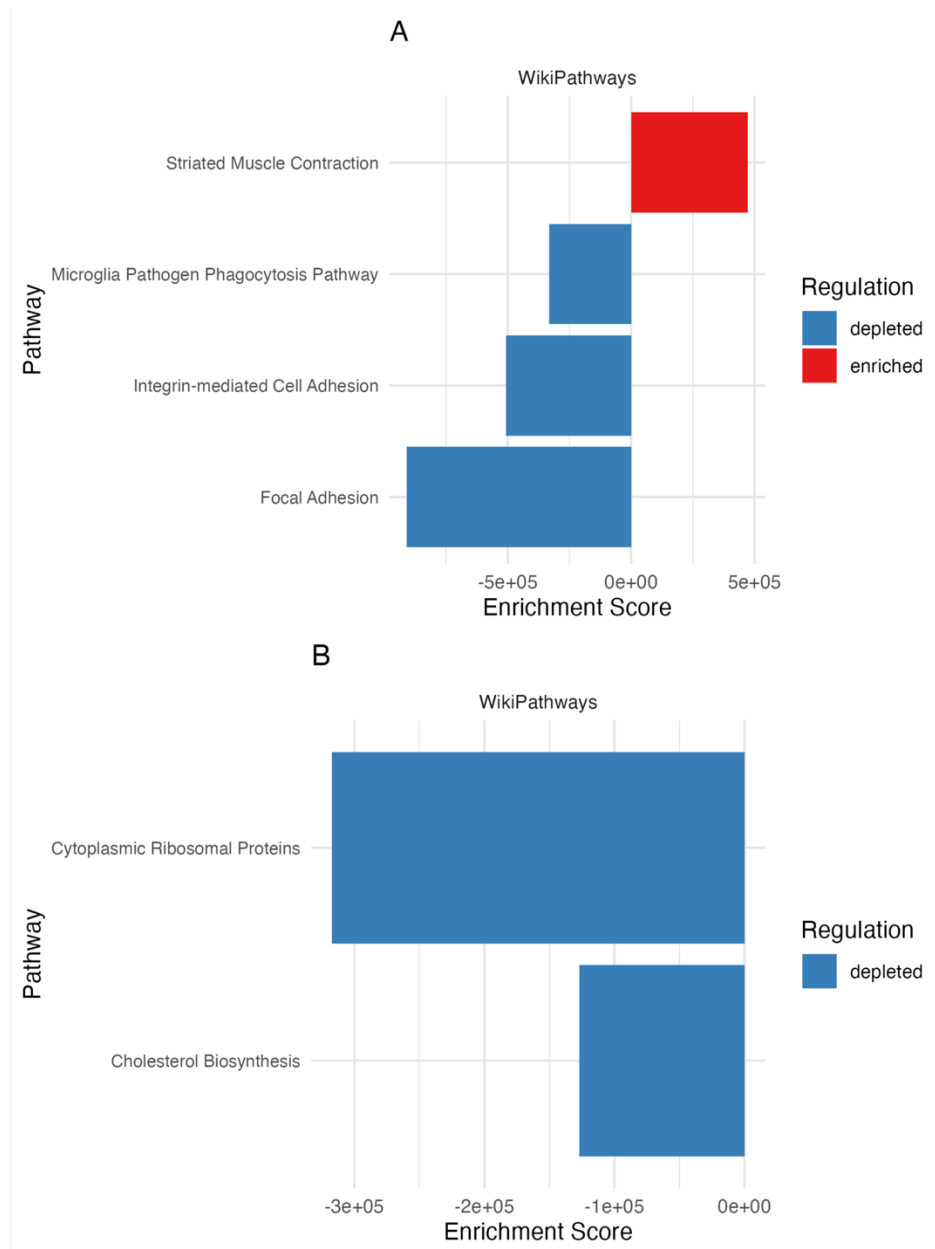 A
WikiPathways
Striated Muscle Contraction
Microglia Pathogen Phagocytosis Pathway
Integrin-mediated Cell Adhesion
Focal Adhesion
Pathway
-5e+05 0e+00 5e+05
Enrichment Score
Regulation
depleted
enriched
B
WikiPathways
Cytoplasmic Ribosomal Proteins
Cholesterol Biosynthesis
Pathway
-3e+05 -2e+05 -1e+05 0e+00
Enrichment Score
Regulation
depleted